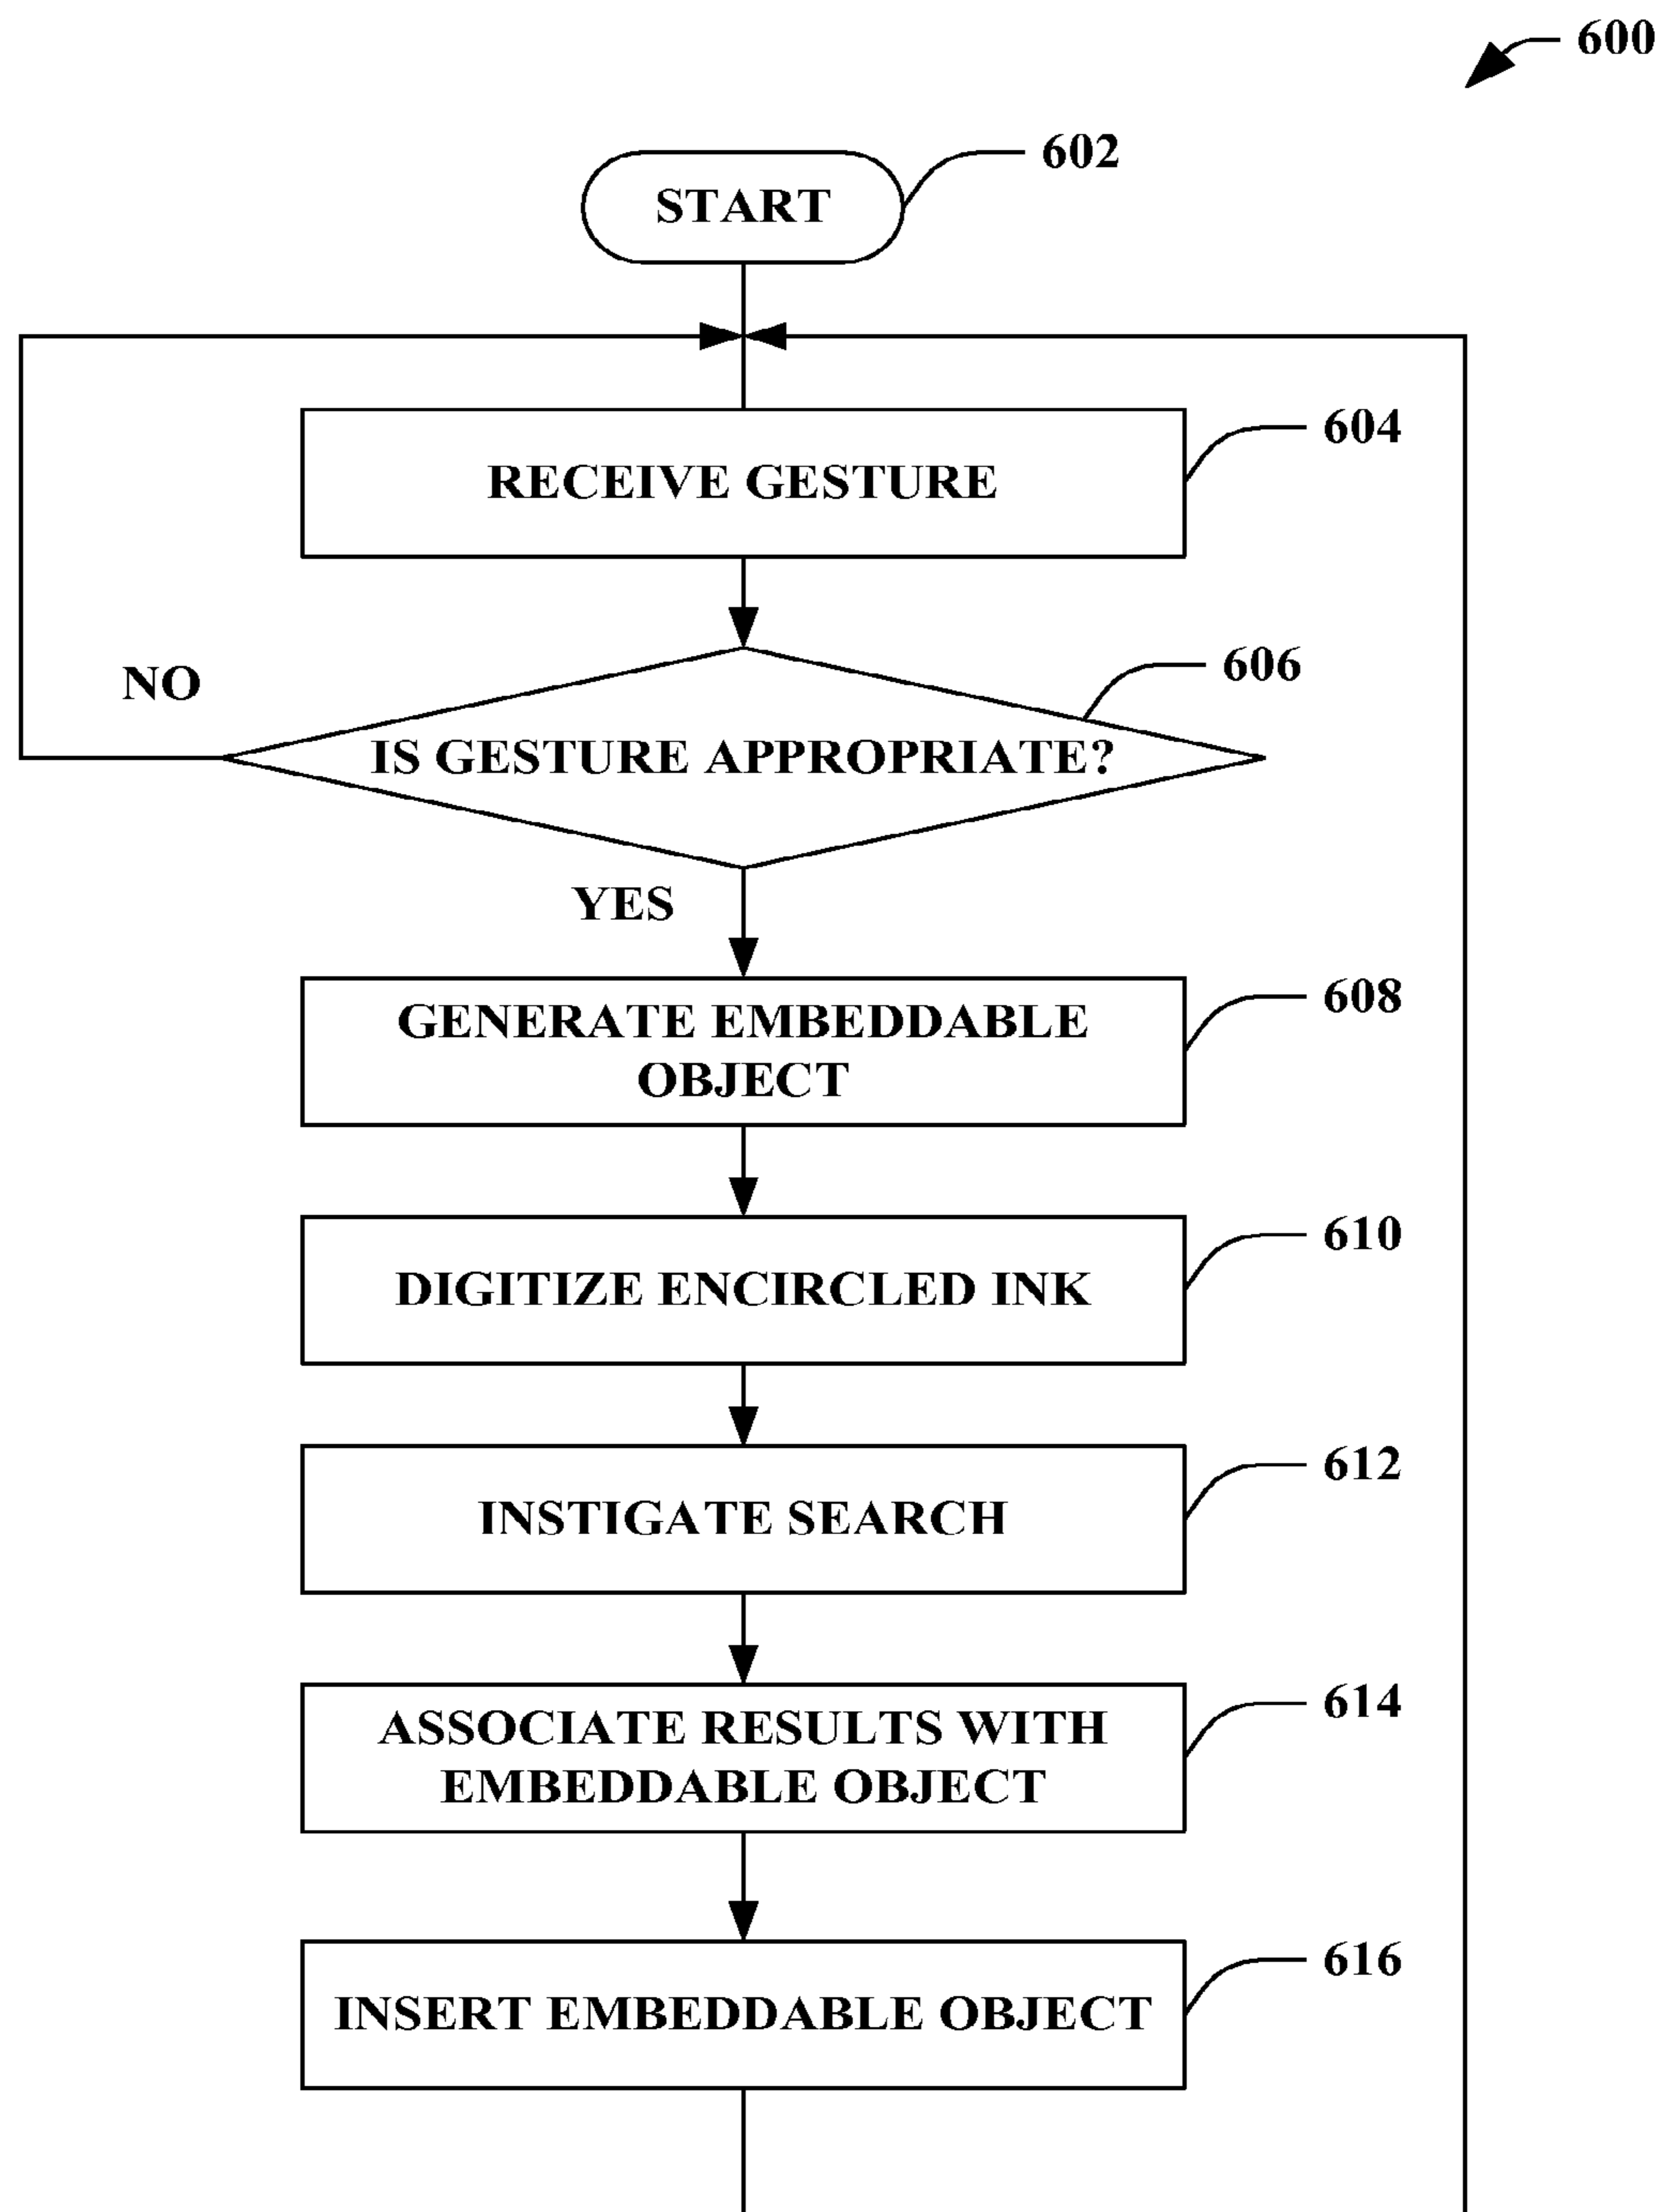 600
602
START
604
RECEIVE GESTURE
606
NO
IS GESTURE APPROPRIATE?
YES
608
GENERATE EMBEDDABLE
OBJECT
610
DIGITIZE ENCIRCLED INK
612
INSTIGATE SEARCH
614
ASSOCIATE RESULTS WITH
EMBEDDABLE OBJECT
616
INSERT EMBEDDABLE OBJECT